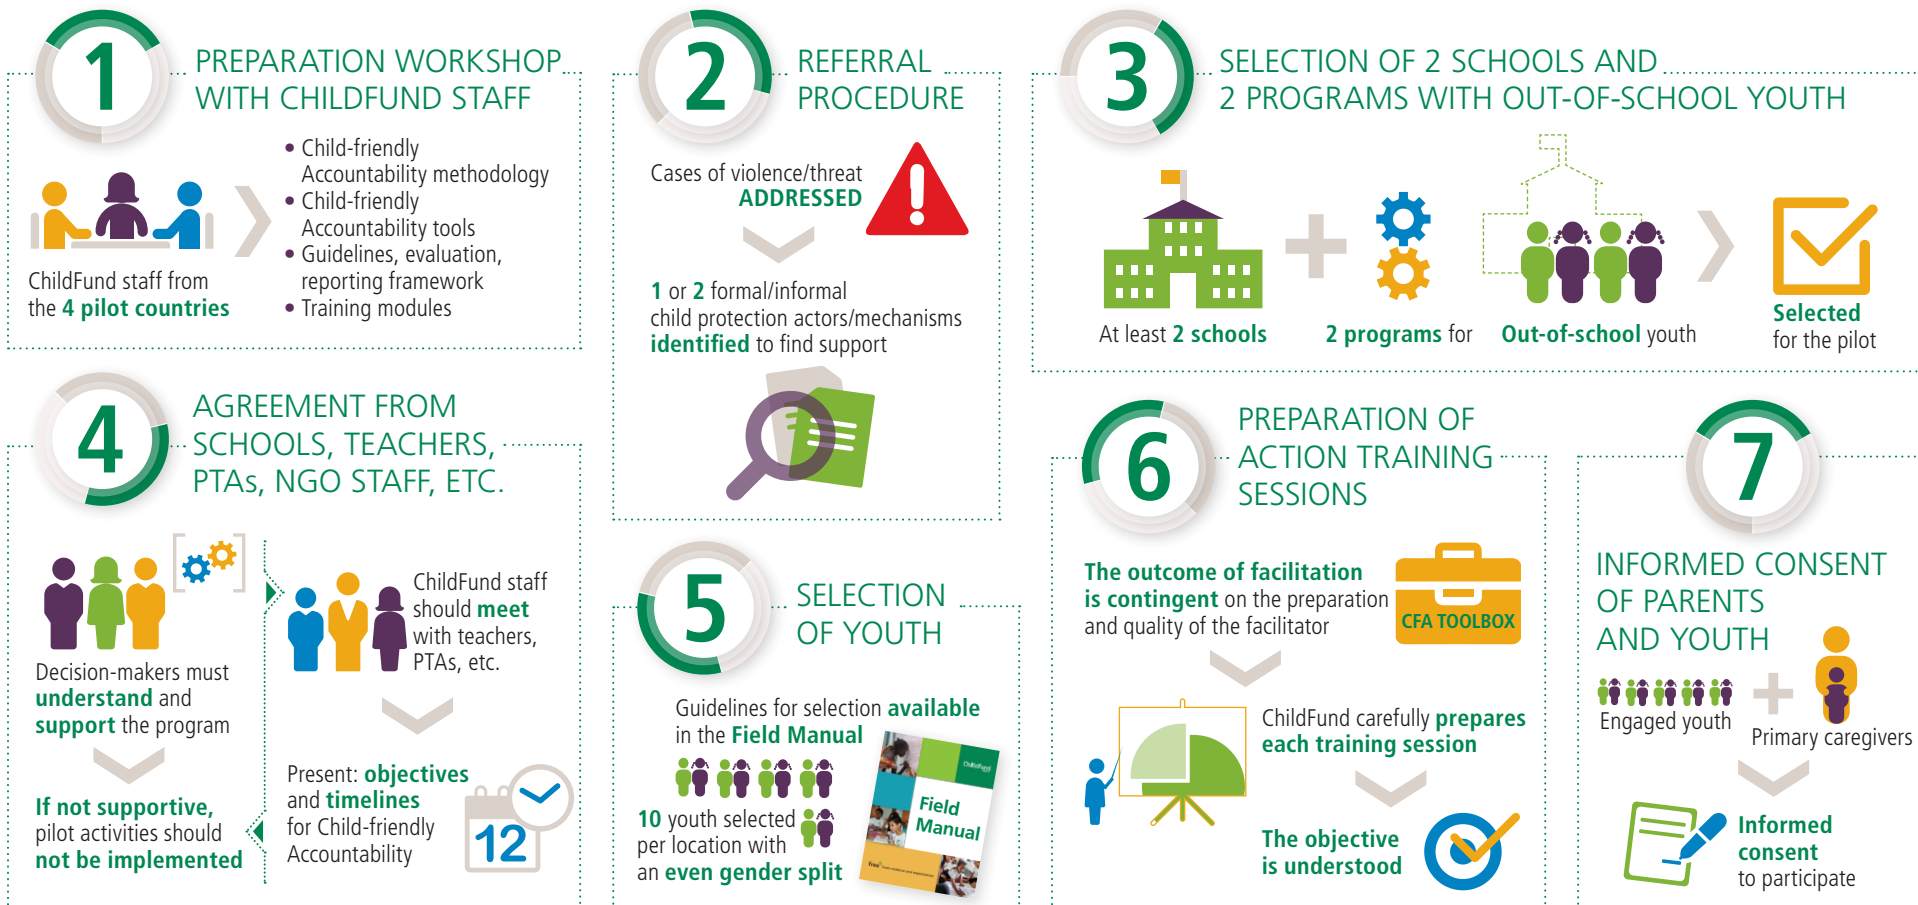 1
PREPARATION WORKSHOP
WITH CHILDFUND STAFF
ChildFund staff from
the 4 pilot countries
• Child-friendly
Accountability methodology
• Child-friendly
Accountability tools
• Guidelines, evaluation,
reporting framework
• Training modules
2
REFERRAL
PROCEDURE
Cases of violence/threat
ADDRESSED
1 or 2 formal/informal
child protection actors/mechanisms
identified to find support
3
SELECTION OF 2 SCHOOLS AND
2 PROGRAMS WITH OUT-OF-SCHOOL YOUTH
At least 2 schools
2 programs for
Out-of-school youth
Selected
for the pilot
4
AGREEMENT FROM
SCHOOLS, TEACHERS,
PTAs, NGO STAFF, ETC.
Decision-makers must
understand and
support the program
If not supportive,
pilot activities should
not be implemented
ChildFund staff
should meet
with teachers,
PTAs, etc.
Present: objectives
and timelines
for Child-friendly
Accountability
12
5
SELECTION
OF YOUTH
Guidelines for selection available
in the Field Manual
10 youth selected
per location with
an even gender split
ChildFund
Field
Manual
6
PREPARATION OF
ACTION TRAINING
SESSIONS
The outcome of facilitation
is contingent on the preparation
and quality of the facilitator
CFA TOOLBOX
ChildFund carefully prepares
each training session
The objective
is understood
7
INFORMED CONSENT
OF PARENTS
AND YOUTH
Engaged youth
Primary caregivers
Informed
consent
to participate